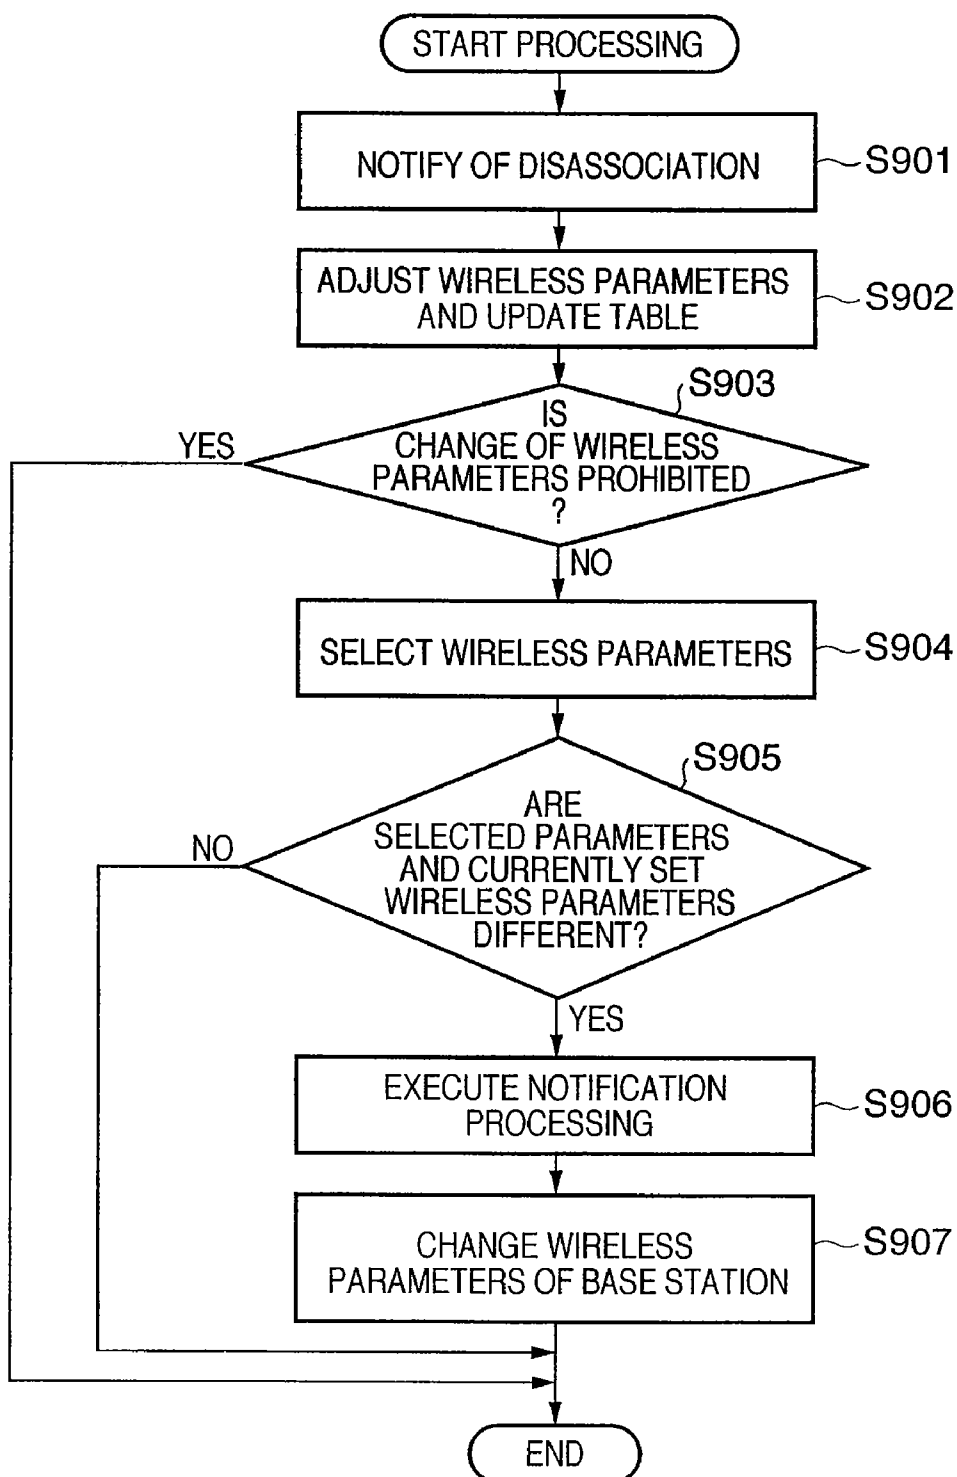 START PROCESSING
NOTIFY OF DISASSOCIATION
S901
ADJUST WIRELESS PARAMETERS
AND UPDATE TABLE
S902
S903
IS
CHANGE OF WIRELESS
PARAMETERS PROHIBITED
?
YES
NO
SELECT WIRELESS PARAMETERS
S904
S905
ARE
SELECTED PARAMETERS
AND CURRENTLY SET
WIRELESS PARAMETERS
DIFFERENT?
NO
YES
EXECUTE NOTIFICATION
PROCESSING
S906
CHANGE WIRELESS
PARAMETERS OF BASE STATION
S907
END